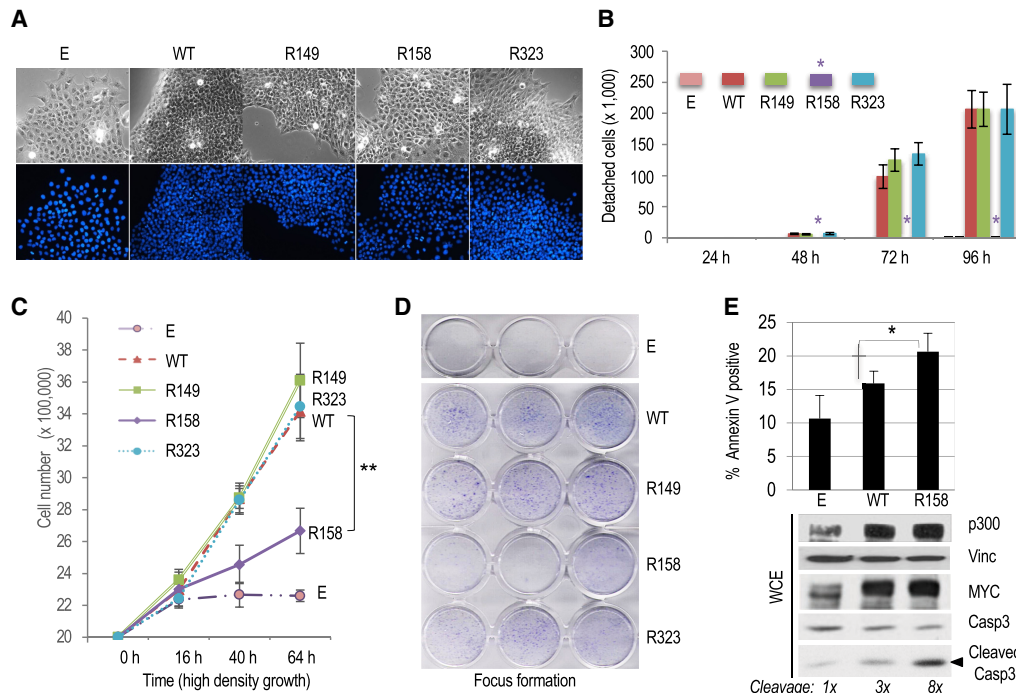 A
E WT R149 R158 R323
B
Detached cells (x 1,000)
300
250
200
150
100
50
0
*
E WT R149 R158 R323
* * *
24 h 48 h 72 h 96 h
C
Cell number (x 100,000)
40
38
36
34
32
30
28
26
24
22
20
E
WT
R149
R158
R323
R149
R323
WT
**
R158
E
0 h 16 h 40 h 64 h
Time (high density growth)
D
E
WT
R149
R158
R323
Focus formation
E
% Annexin V positive
25
20
15
10
5
0
*
E WT R158
WCE
p300
Vinc
MYC
Casp3
Cleaved
Casp3
Cleavage: 1x 3x 8x